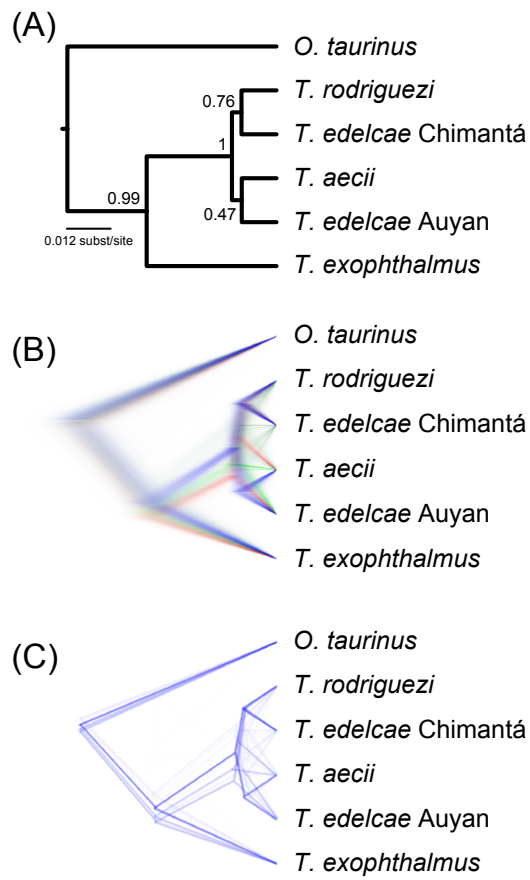 (A)
O. taurinus
T. rodriguezi
0.76
T. edelcae Chimantá
1
T. aecii
0.99
0.47
T. edelcae Auyan
0.012 subst/site
T. exophthalmus
(B)
O. taurinus
T. rodriguezi
T. edelcae Chimantá
T. aecii
T. edelcae Auyan
T. exophthalmus
(C)
O. taurinus
T. rodriguezi
T. edelcae Chimantá
T. aecii
T. edelcae Auyan
T. exophthalmus